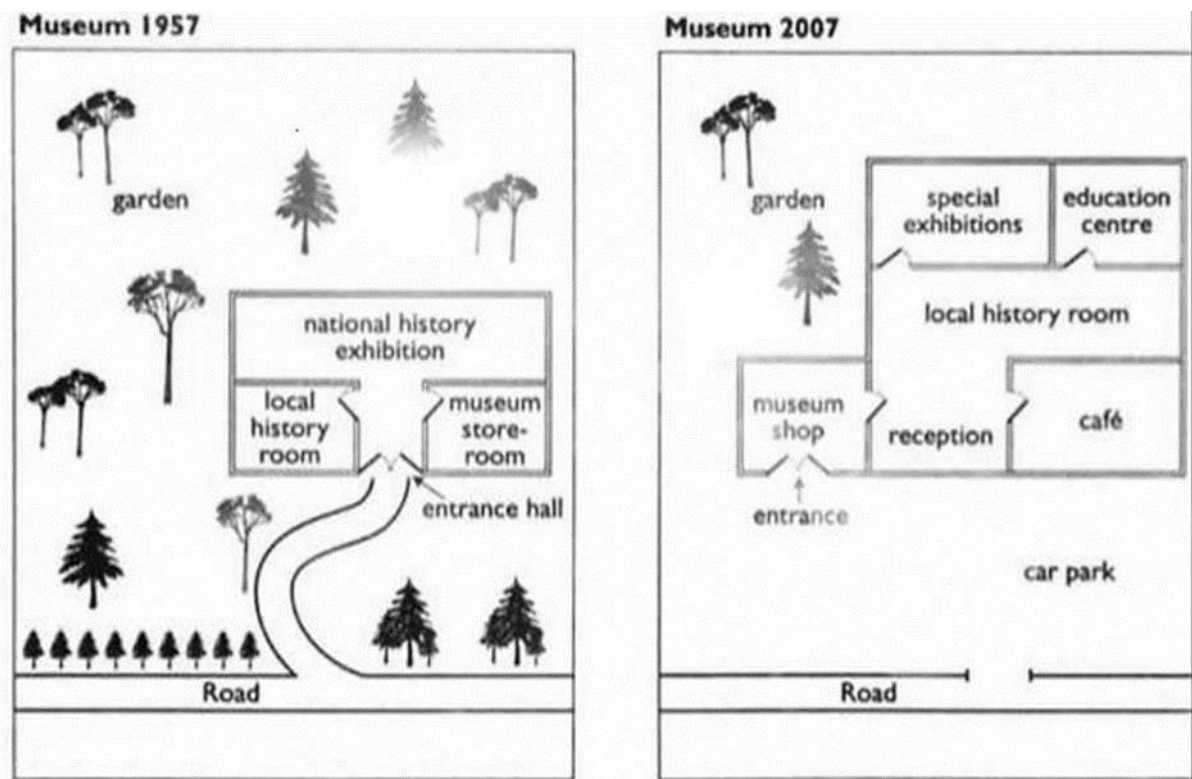 Museum 1957
garden
national history
exhibition
local
history
room
museum
store-
room
entrance hall
Road
Museum 2007
garden
special
exhibitions
education
centre
local history room
museum
shop
reception
café
entrance
car park
Road